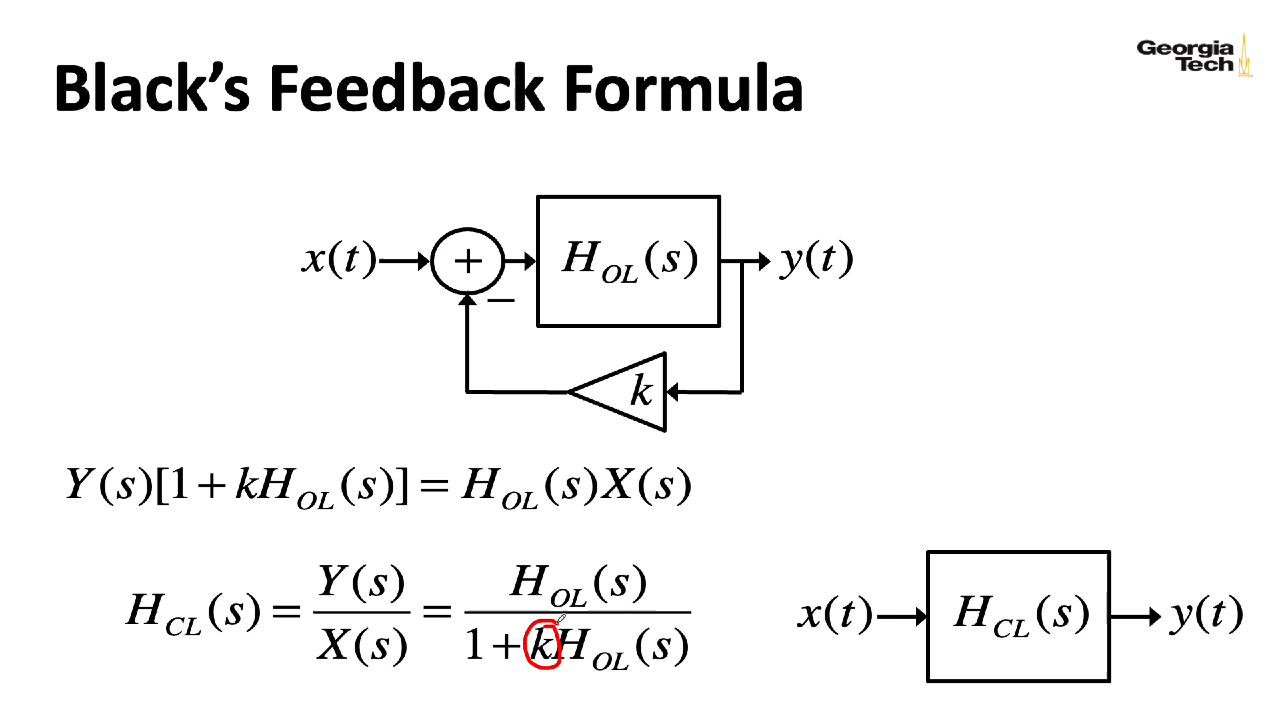 Georgia
Tech
Black's Feedback Formula
x(t) + − H_OL(s) y(t)
k
Y(s)[1 + kH_OL(s)] = H_OL(s)X(s)
H_CL(s) = Y(s)/X(s) = H_OL(s)/(1 + kH_OL(s))
x(t) H_CL(s) y(t)